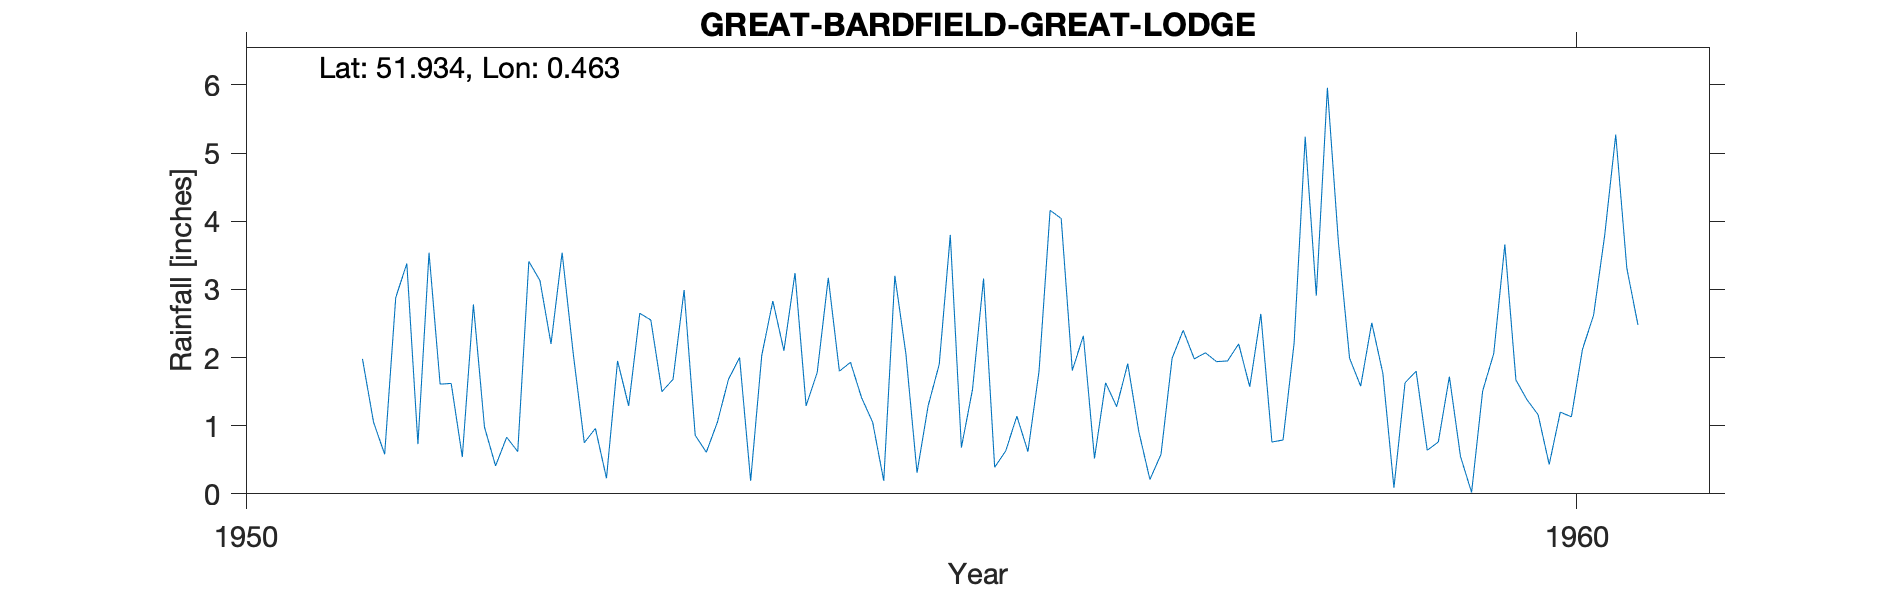 GREAT-BARDFIELD-GREAT-LODGE
Lat: 51.934, Lon: 0.463
6
5
4
3
2
1
0
Rainfall [inches]
1950 1960
Year